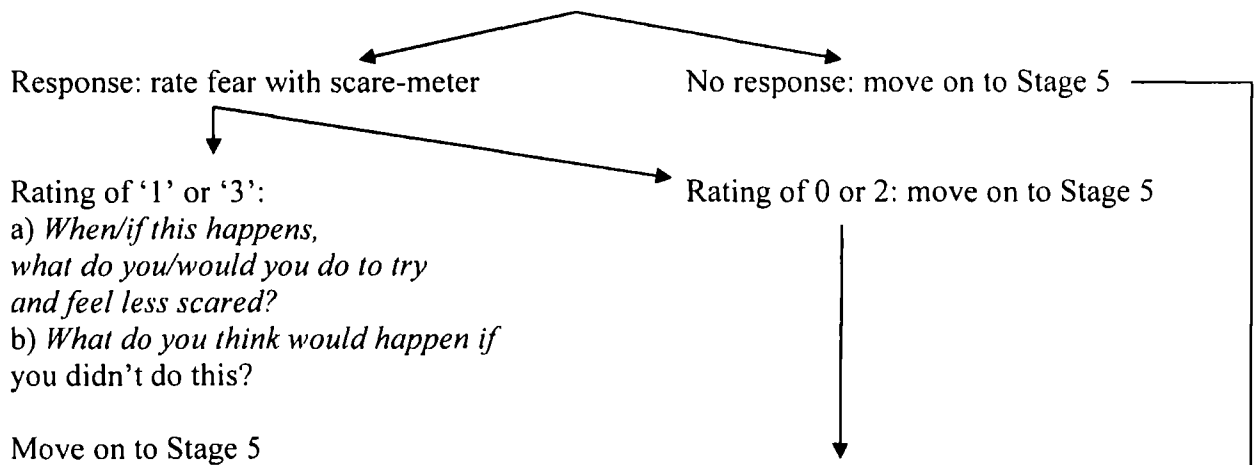 Response: rate fear with scare-meter
No response: move on to Stage 5
Rating of ‘1’ or ‘3’:
a) When/if this happens,
what do you/would you do to try
and feel less scared?
b) What do you think would happen if
you didn’t do this?
Move on to Stage 5
Rating of 0 or 2: move on to Stage 5